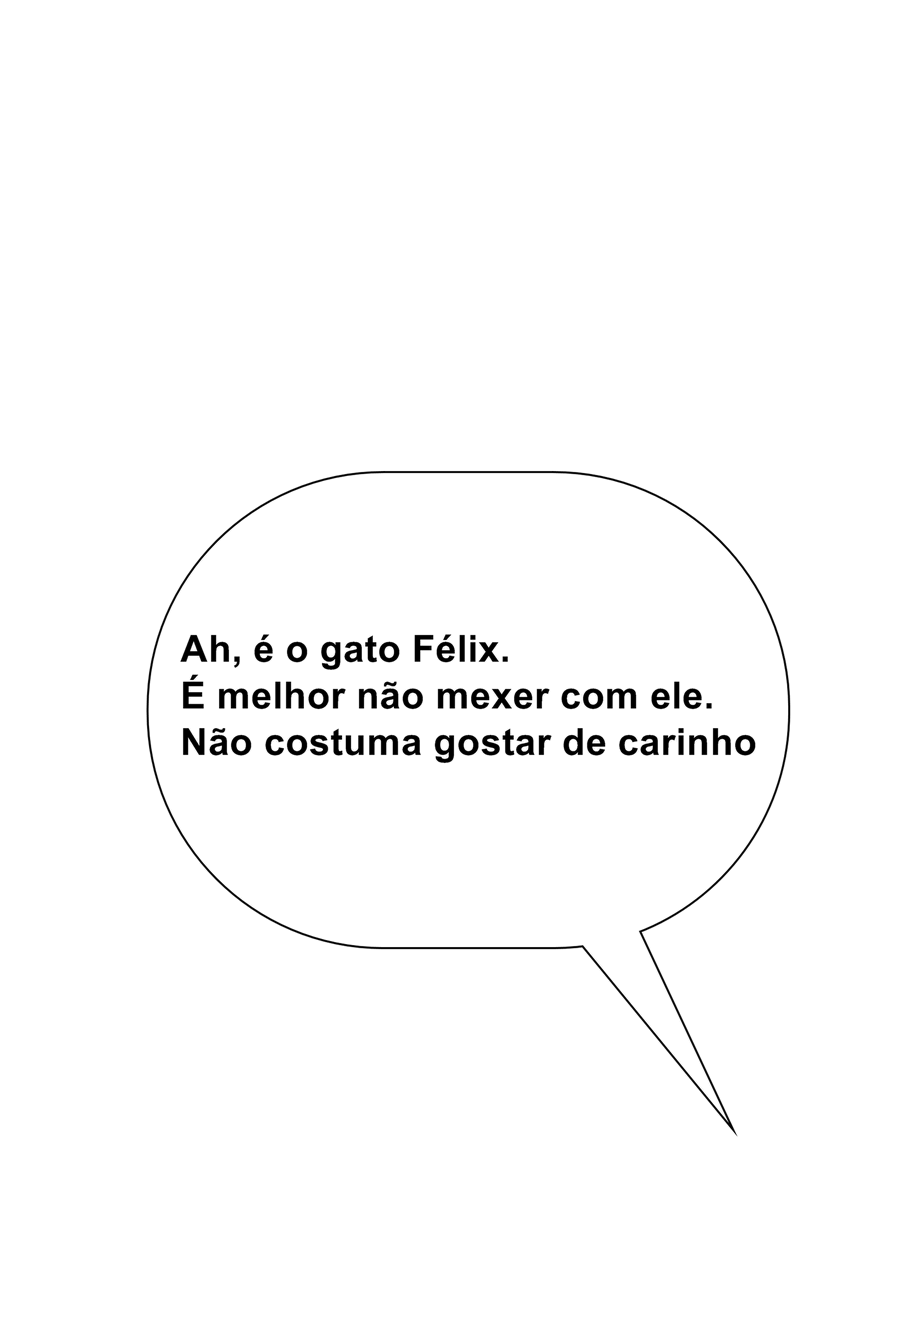 Ah, é o gato Félix.
É melhor não mexer com ele.
Não costuma gostar de carinho